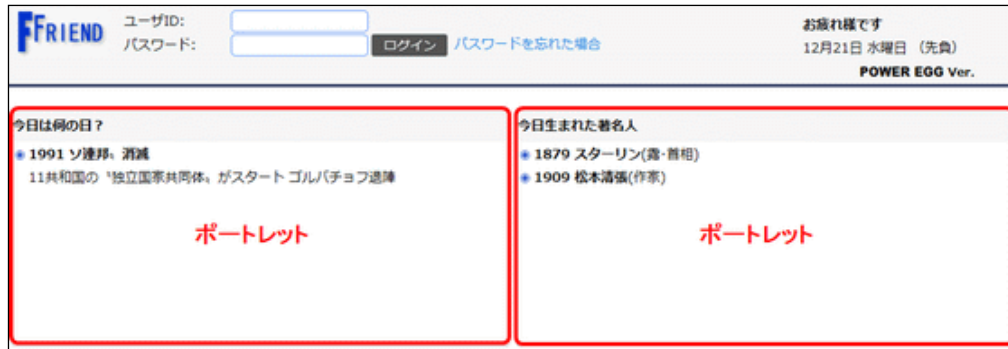 FFRIEND
ユーザID:
パスワード:
ログイン パスワードを忘れた場合
お疲れ様です
12月21日 水曜日 (先負)
POWER EGG Ver.
今日は何の日?
1991 ソ連邦〟消滅
11共和国の〝独立国家共同体〟がスタート ゴルバチョフ退陣
ポートレット
今日生まれた著名人
1879 スターリン(露・首相)
1909 松本清張(作家)
ポートレット